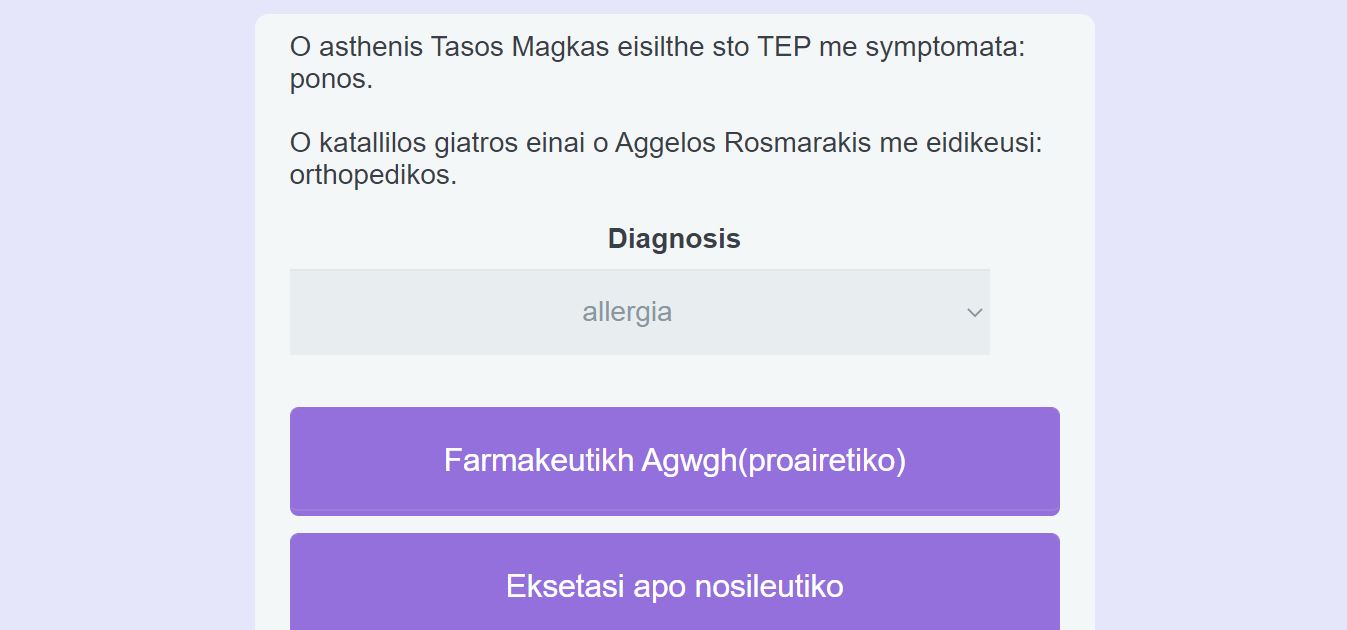 O asthenis Tasos Magkas eisilthe sto TEP me symptomata:
ponos.
O katallilos giatros einai o Aggelos Rosmarakis me eidikeusi:
orthopedikos.
Diagnosis
allergia
Farmakeutikh Agwgh(proairetiko)
Eksetasi apo nosileutiko